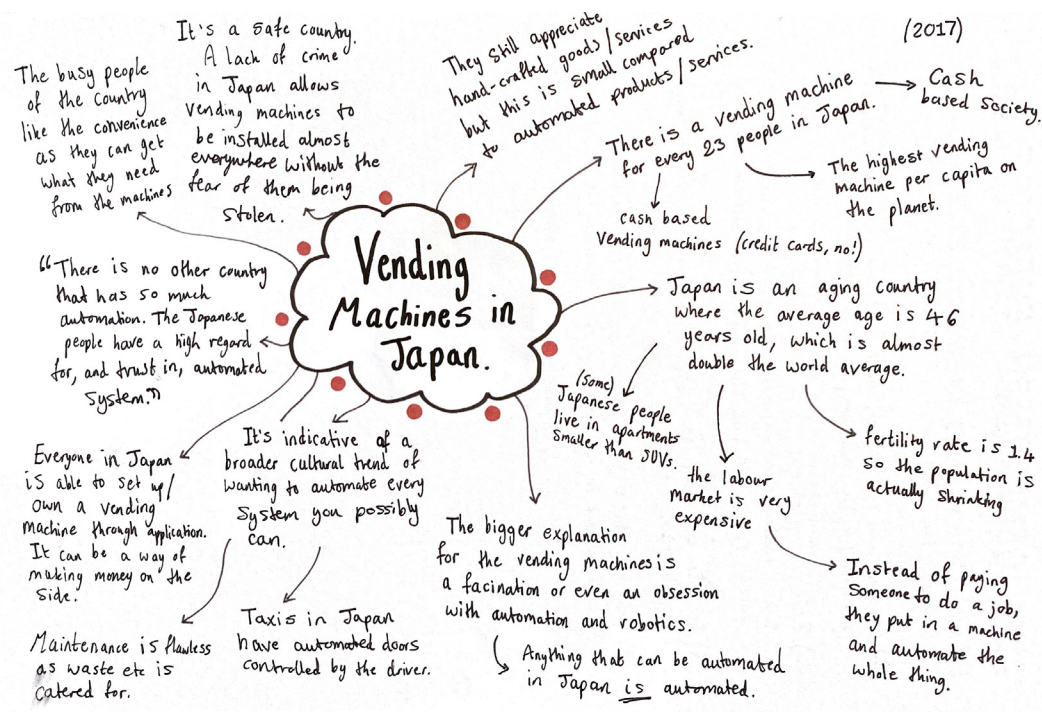 (2017)
Vending
Machines in
Japan.
The busy people
of the Country
like the convenience
as they can get
what they need
from the machines
It's a safe country.
A lack of crime
in Japan allows
vending machines to
be installed almost
everywhere without the
fear of them being
stolen.
They still appreciate
hand-crafted goods/services
but this is small compared
to automated products/services.
There is a vending machine
for every 23 people in Japan.
Cash
based Society.
The highest vending
machine per capita on
the planet.
cash based
Vending machines (credit cards, no!)
Japan is an aging country
where the average age is 46
years old, which is almost
double the world average.
(Some)
Japanese people
live in apartments
smaller than SUVs.
the labour
market is very
expensive
fertility rate is 1.4
so the population is
actually shrinking
Instead of paying
Someone to do a job,
they put in a machine
and automate the
whole thing.
The bigger explanation
for the vending machines is
a facination or even an obsession
with automation and robotics.
Anything that can be automated
in Japan is automated.
It's indicative of a
broader cultural trend of
wanting to automate every
System you possibly
can.
Taxis in Japan
have automated doors
controlled by the driver.
Maintenance is flawless
as waste etc is
catered for.
Everyone in Japan
is able to set up/
own a vending
machine through application.
It can be a way of
making money on the
side.
“There is no other country
that has so much
automation. The Japanese
people have a high regard
for, and trust in, automated
System.”